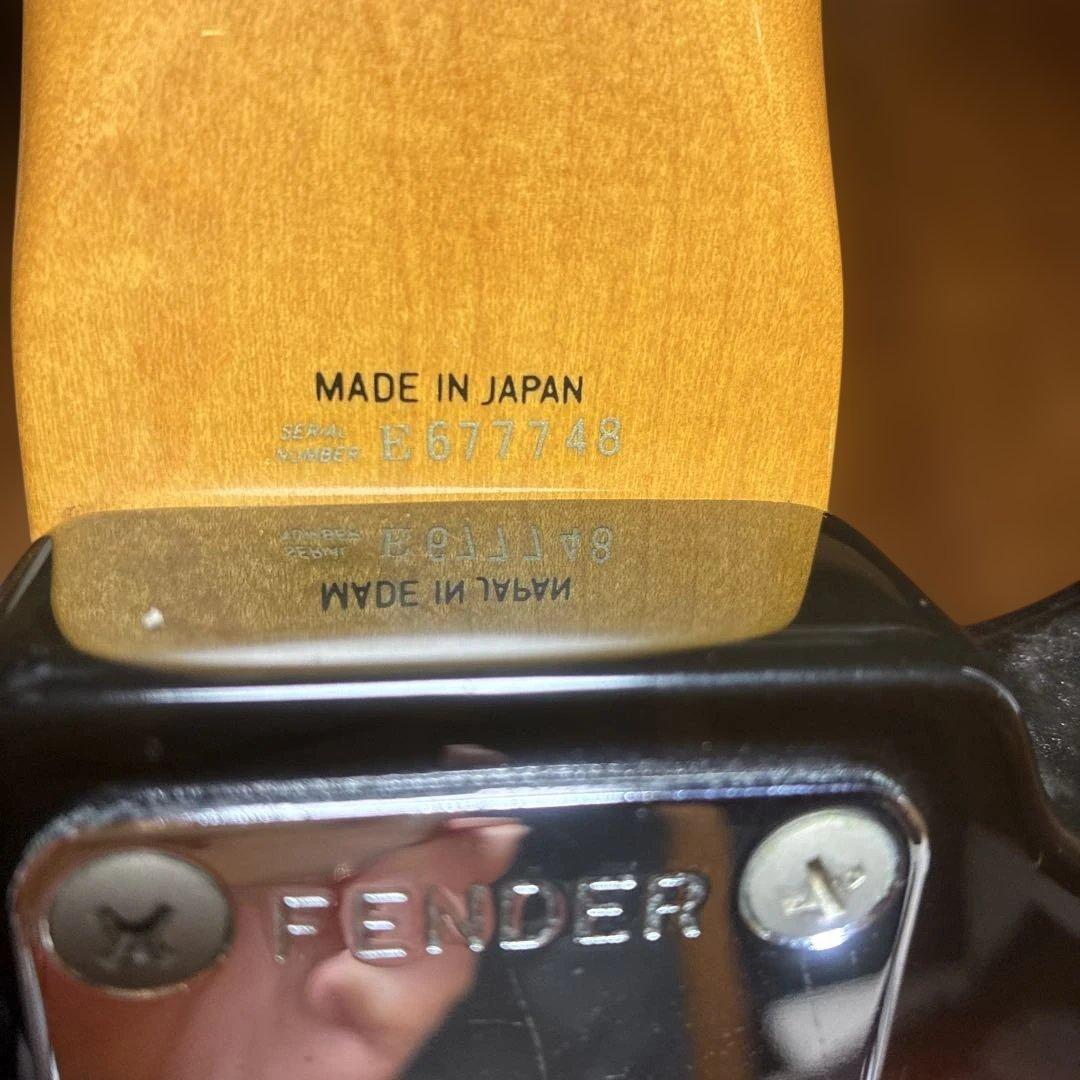 MADE IN JAPAN
SERIAL NUMBER E677748
FENDER